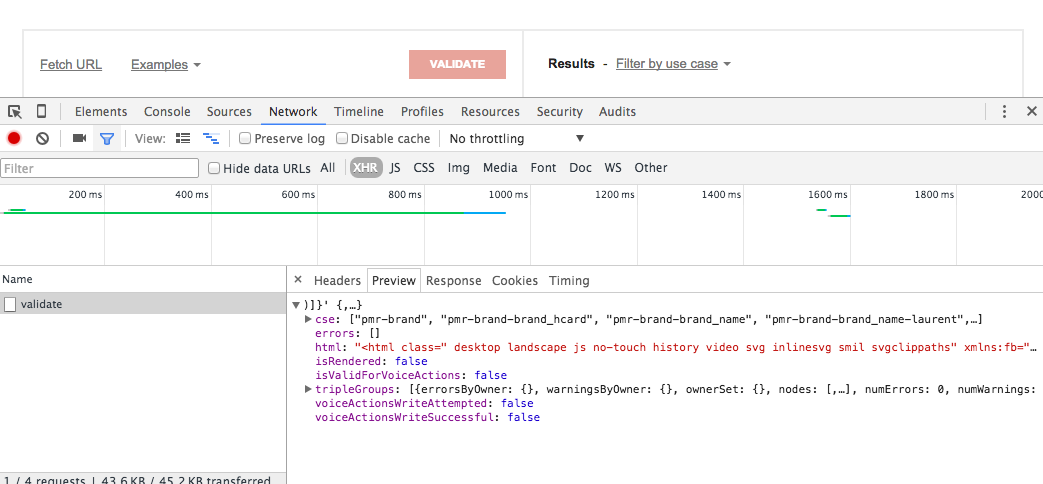 Fetch URL Examples VALIDATE Results - Filter by use case
Elements Console Sources Network Timeline Profiles Resources Security Audits
View: Preserve log Disable cache No throttling
Filter Hide data URLs All XHR JS CSS Img Media Font Doc WS Other
200 ms 400 ms 600 ms 800 ms 1000 ms 1200 ms 1400 ms 1600 ms 1800 ms 2000
Name × Headers Preview Response Cookies Timing
validate )]}' {,…}
cse: ["pmr-brand", "pmr-brand-brand_hcard", "pmr-brand-brand_name", "pmr-brand-brand_name-laurent",…]
errors: []
html: "<html class=" desktop landscape js no-touch history video svg inlinesvg smil svgclippaths" xmlns:fb="…
isRendered: false
isValidForVoiceActions: false
tripleGroups: [{errorsByOwner: {}, warningsByOwner: {}, ownerSet: {}, nodes: [,…], numErrors: 0, numWarnings:
voiceActionsWriteAttempted: false
voiceActionsWriteSuccessful: false
1 / 4 requests | 43.6 KB / 45.2 KB transferred